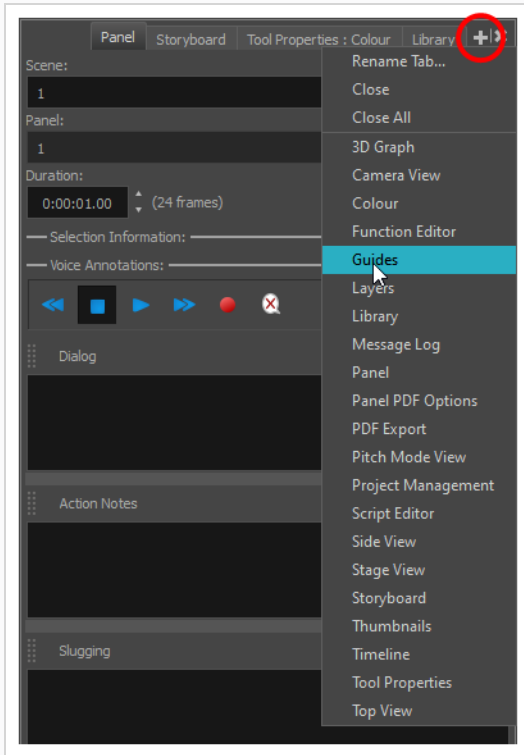 Panel Storyboard Tool Properties : Colour Library
Scene:
1
Panel:
1
Duration:
0:00:01.00 (24 frames)
Selection Information:
Voice Annotations:
Dialog
Action Notes
Slugging
Rename Tab...
Close
Close All
3D Graph
Camera View
Colour
Function Editor
Guides
Layers
Library
Message Log
Panel
Panel PDF Options
PDF Export
Pitch Mode View
Project Management
Script Editor
Side View
Stage View
Storyboard
Thumbnails
Timeline
Tool Properties
Top View